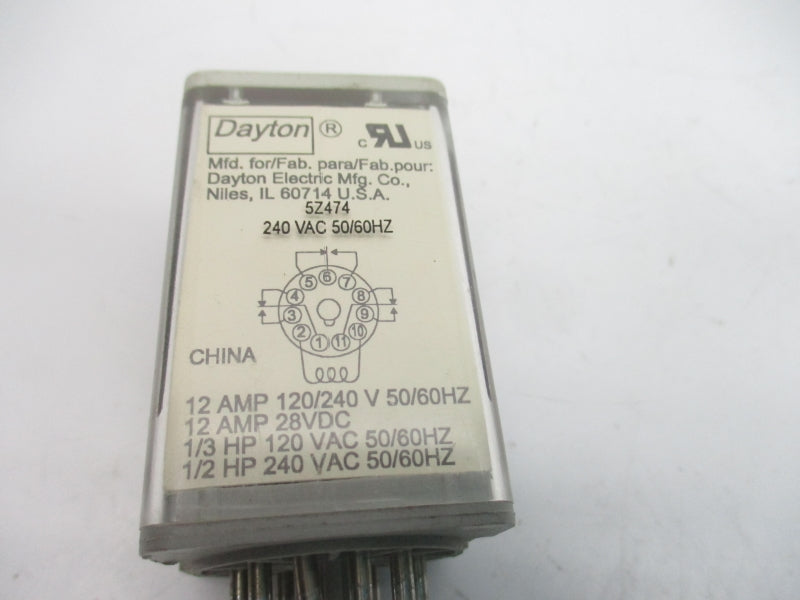 Dayton ®
c RU US
Mfd. for/Fab. para/Fab.pour:
Dayton Electric Mfg. Co.,
Niles, IL 60714 U.S.A.
5Z474
240 VAC 50/60HZ
6
5 7
4 8
3 9
2 10
1 11
CHINA
12 AMP 120/240 V 50/60HZ
12 AMP 28VDC
1/3 HP 120 VAC 50/60HZ
1/2 HP 240 VAC 50/60HZ